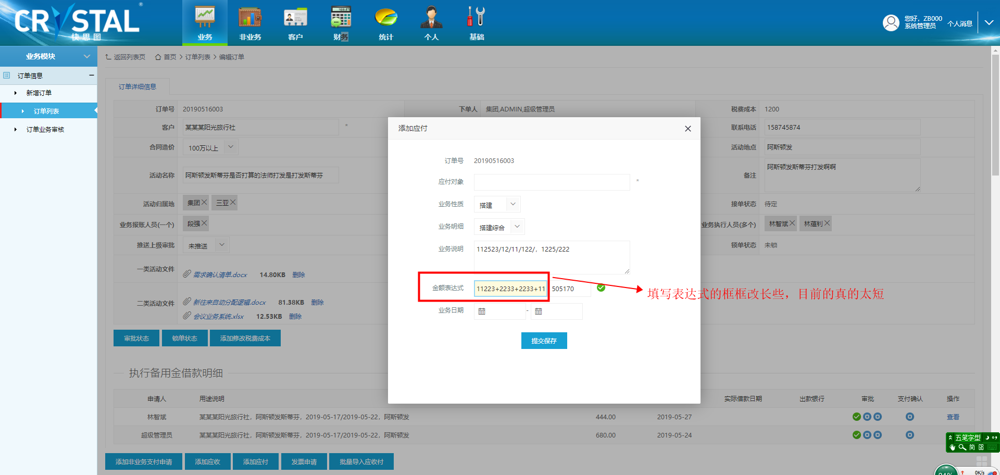 CRYSTAL ®
快思图
业务 非业务 客户 财务 统计 个人 基础
您好，ZB000
系统管理员
个人消息
业务模块
订单信息
新增订单
订单列表
订单业务审核
返回列表页 首页 > 订单列表 > 编辑订单
订单详细信息
订单号 20190516003 下单人 集团,ADMIN,超级管理员 税费成本 1200
客户 某某某阳光旅行社 * 联系电话 158745874
合同造价 100万以上 活动地点 阿斯顿发
活动名称 阿斯顿发斯蒂芬是否打算的法师打发是打发斯蒂芬 备注 阿斯顿发斯蒂芬打发啊啊
活动归属地 集团 三亚 接单状态 待定
业务报账人员(一个) 段强 业务执行人员(多个) 林智斌 林蕴钊
推送上级审批 未推送 锁单状态 未锁
一类活动文件 需求确认清单.docx 14.80KB 删除
二类活动文件 新往来自动分配逻辑.docx 81.38KB 删除
会议业务系统.xlsx 12.53KB 删除
审批状态 锁单状态 添加修改税费成本
添加应付
订单号 20190516003
应付对象 *
业务性质 搭建
业务明细 搭建综合
业务说明 112523/12/11/122/，1225/222
金额表达式 11223+2233+2233+11 505170
业务日期 -
提交保存
填写表达式的框框改长些，目前的真的太短
执行备用金借款明细
申请人 用途说明 实际借款日期 出款银行 审批 支付确认 操作
林智斌 某某某阳光旅行社，阿斯顿发斯蒂芬，2019-05-17/2019-05-22，阿斯顿发 444.00 2019-05-27 查看
超级管理员 某某某阳光旅行社，阿斯顿发斯蒂芬，2019-05-17/2019-05-22，阿斯顿发 680.00 2019-05-24
添加非业务支付申请 添加应收 添加应付 发票申请 批量导入应收付
五笔字型
简
0K/s